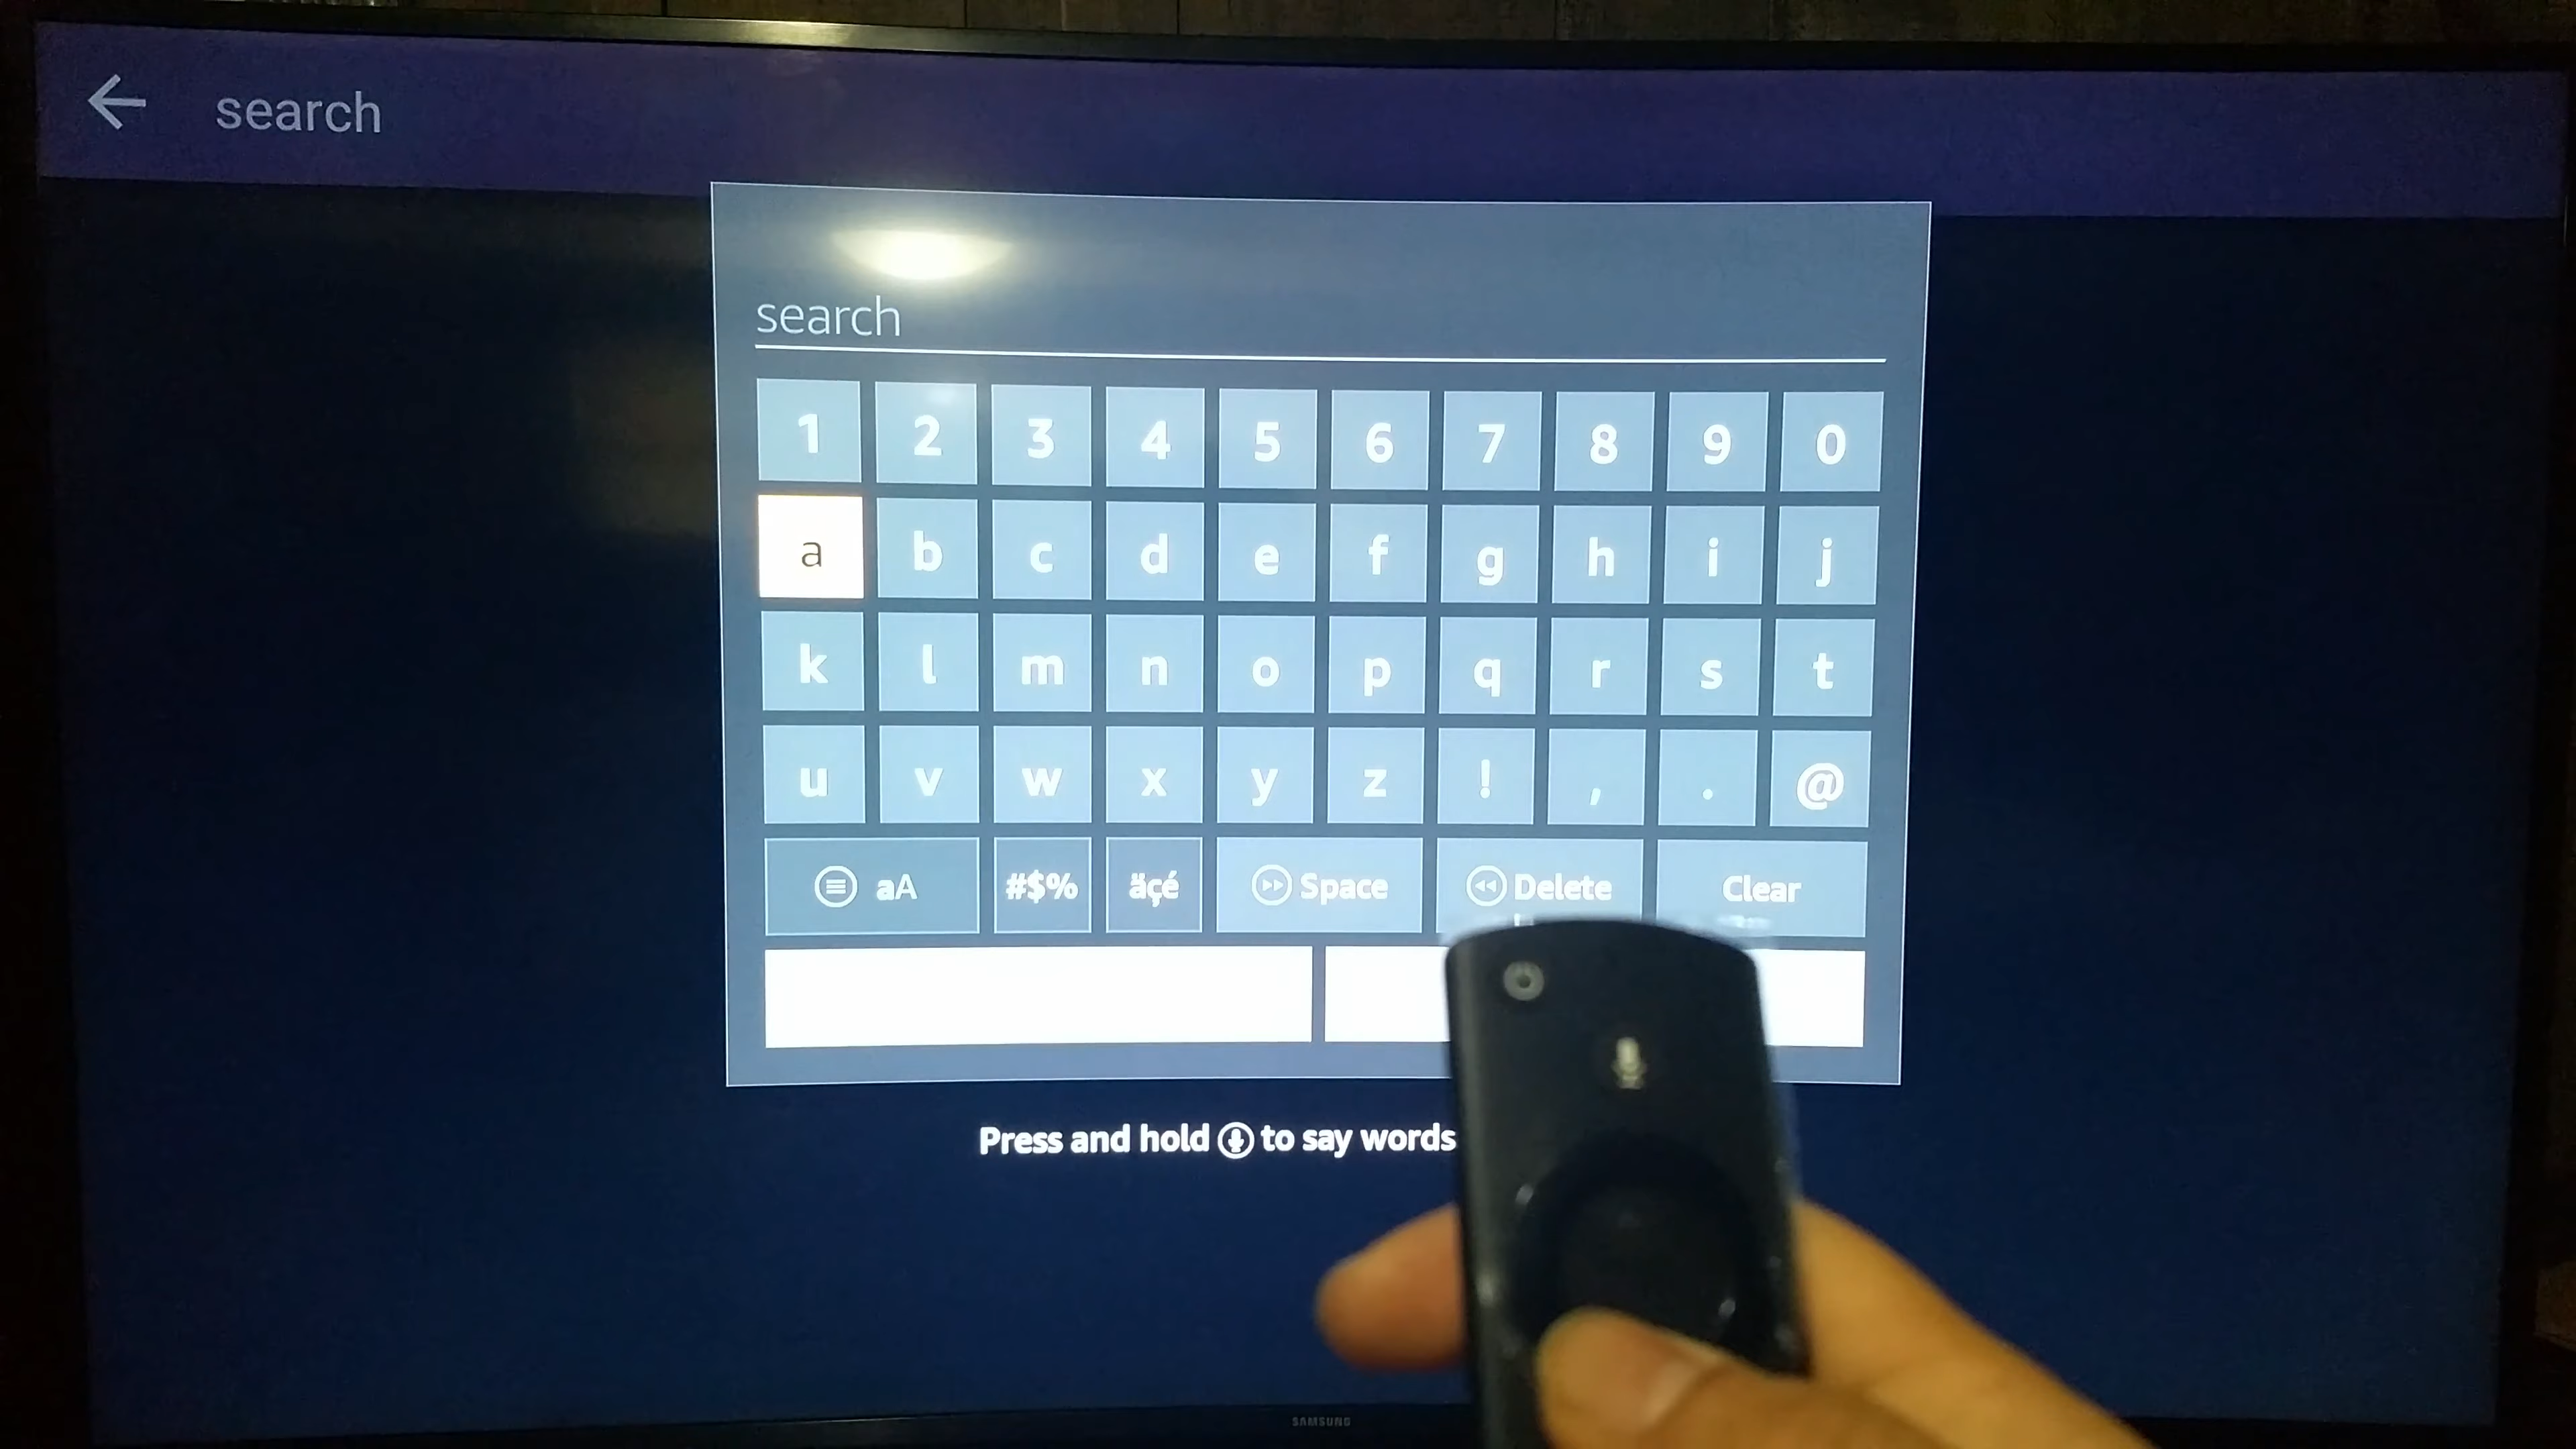 search
search
1 2 3 4 5 6 7 8 9 0
a b c d e f g h i j
k l m n o p q r s t
u v w x y z ! , . @
aA #$% äçé Space Delete Clear
Press and hold to say words
SAMSUNG